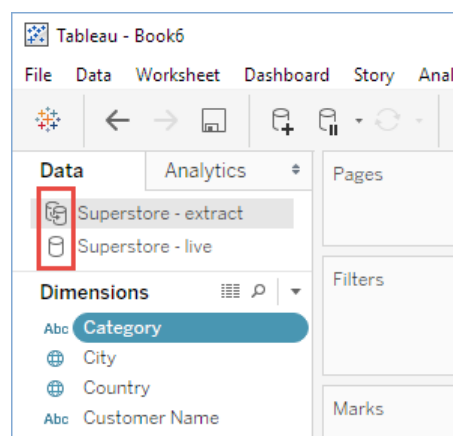 Tableau - Book6
File Data Worksheet Dashboard Story Anal
Data Analytics Pages
Superstore - extract
Superstore - live
Filters
Dimensions
Abc Category
City
Country
Marks
Abc Customer Name